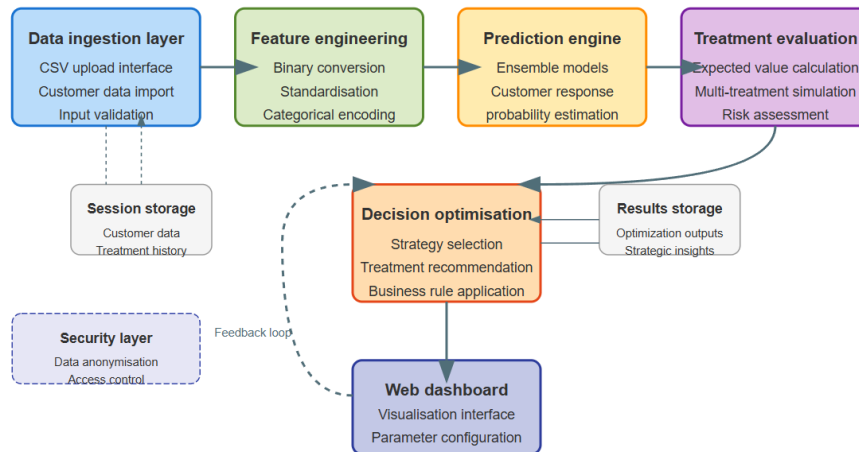 Data ingestion layer
CSV upload interface
Customer data import
Input validation
Feature engineering
Binary conversion
Standardisation
Categorical encoding
Prediction engine
Ensemble models
Customer response
probability estimation
Treatment evaluation
Expected value calculation
Multi-treatment simulation
Risk assessment
Session storage
Customer data
Treatment history
Decision optimisation
Strategy selection
Treatment recommendation
Business rule application
Results storage
Optimization outputs
Strategic insights
Security layer
Data anonymisation
Access control
Feedback loop
Web dashboard
Visualisation interface
Parameter configuration